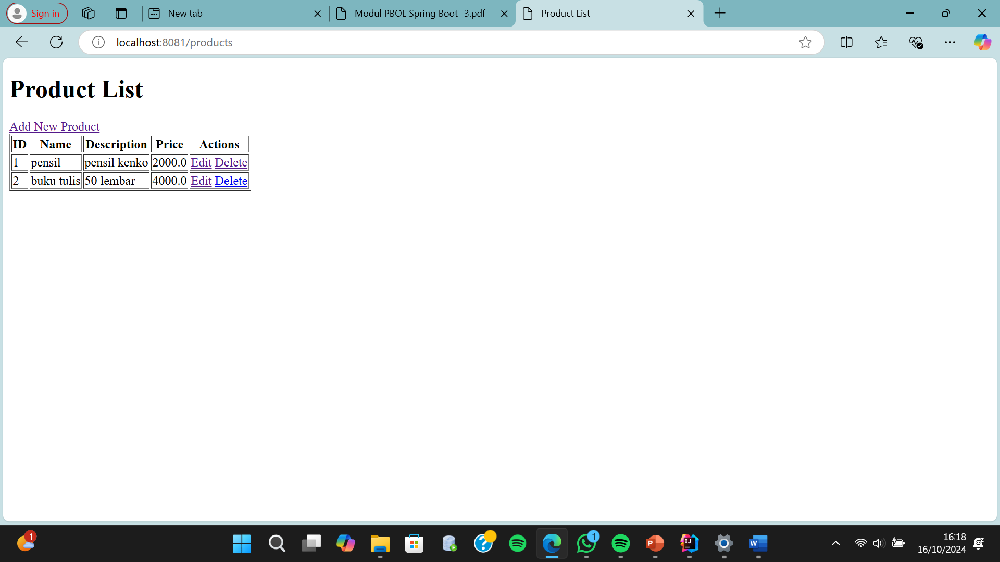 Sign in
New tab
Modul PBOL Spring Boot -3.pdf
Product List
localhost:8081/products
Product List
Add New Product
ID Name Description Price Actions
1 pensil pensil kenko 2000.0 Edit Delete
2 buku tulis 50 lembar 4000.0 Edit Delete
1
1
P
IJ
W
16:18
16/10/2024